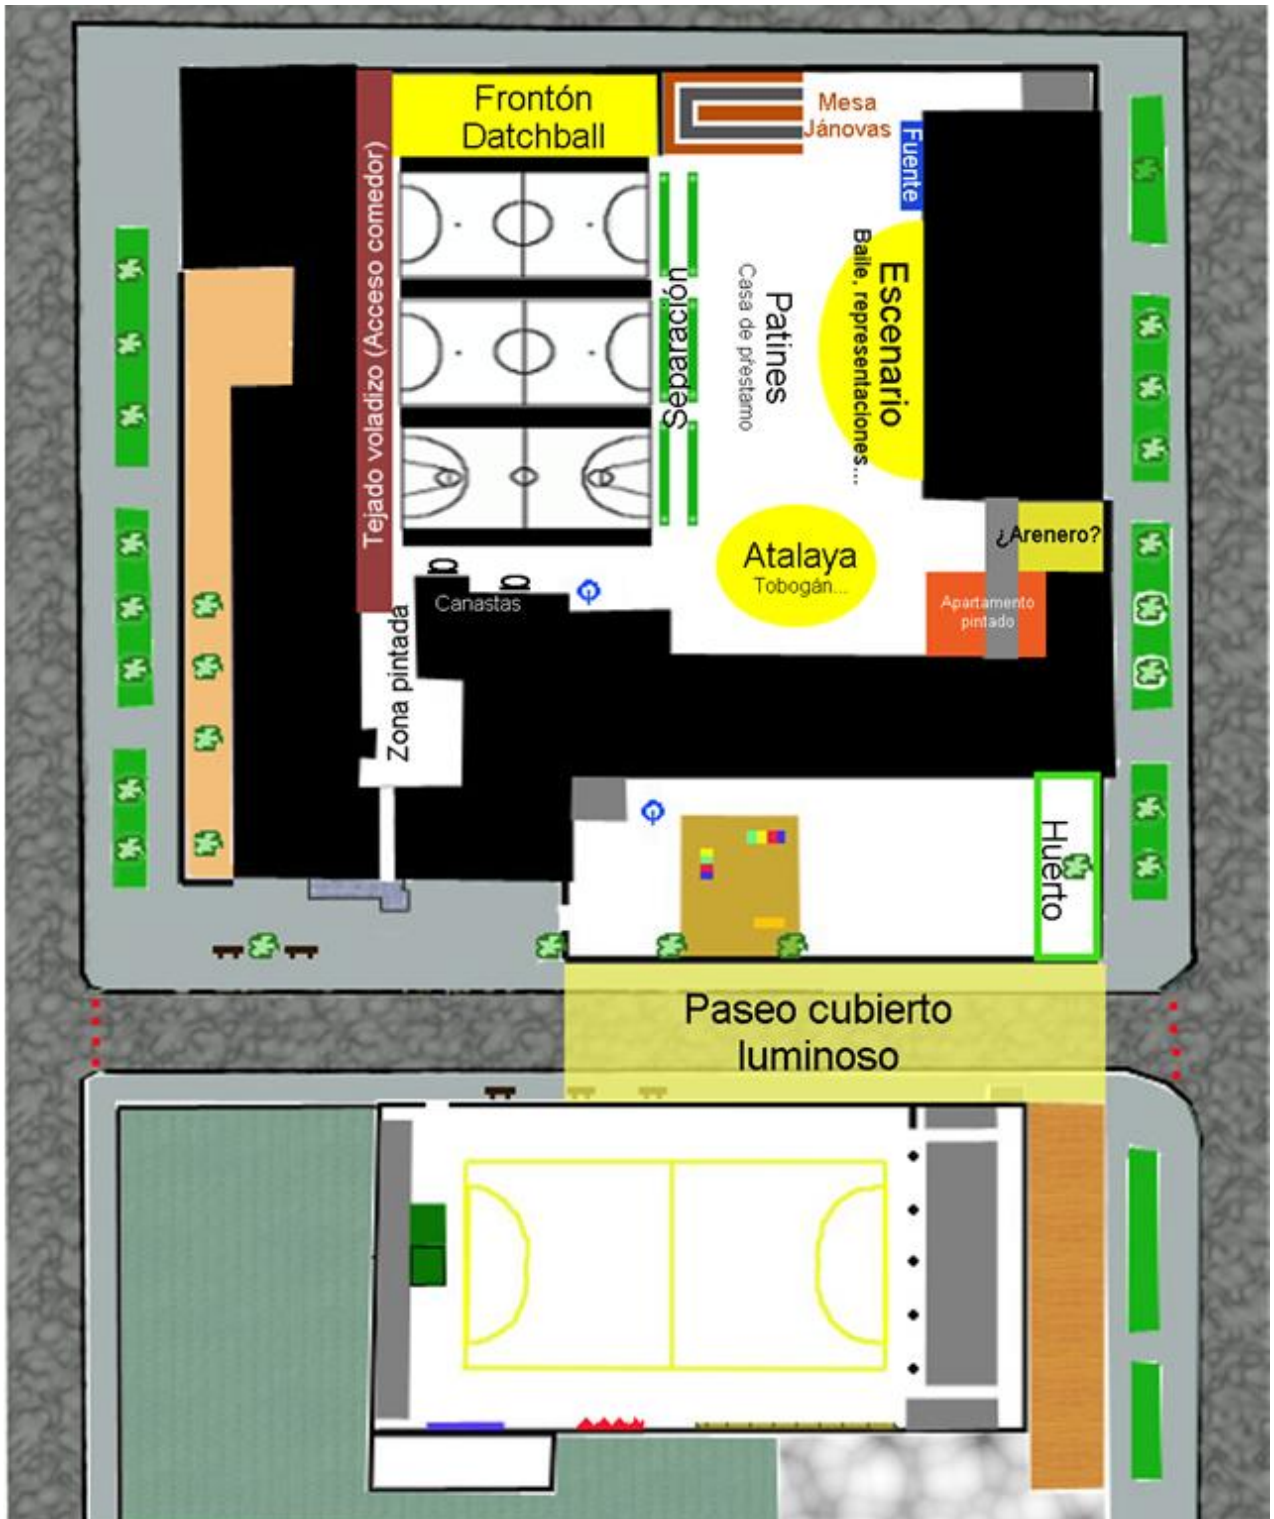 Frontón
Datchball
Mesa
Jánovas
Fuente
Tejado voladizo (Acceso comedor)
Separación
Patines
Casa de prestamo
Escenario
Baile, representaciones...
Atalaya
Tobogán...
¿Arenero?
Apartamento
pintado
Canastas
Zona pintada
Huerto
Paseo cubierto
luminoso